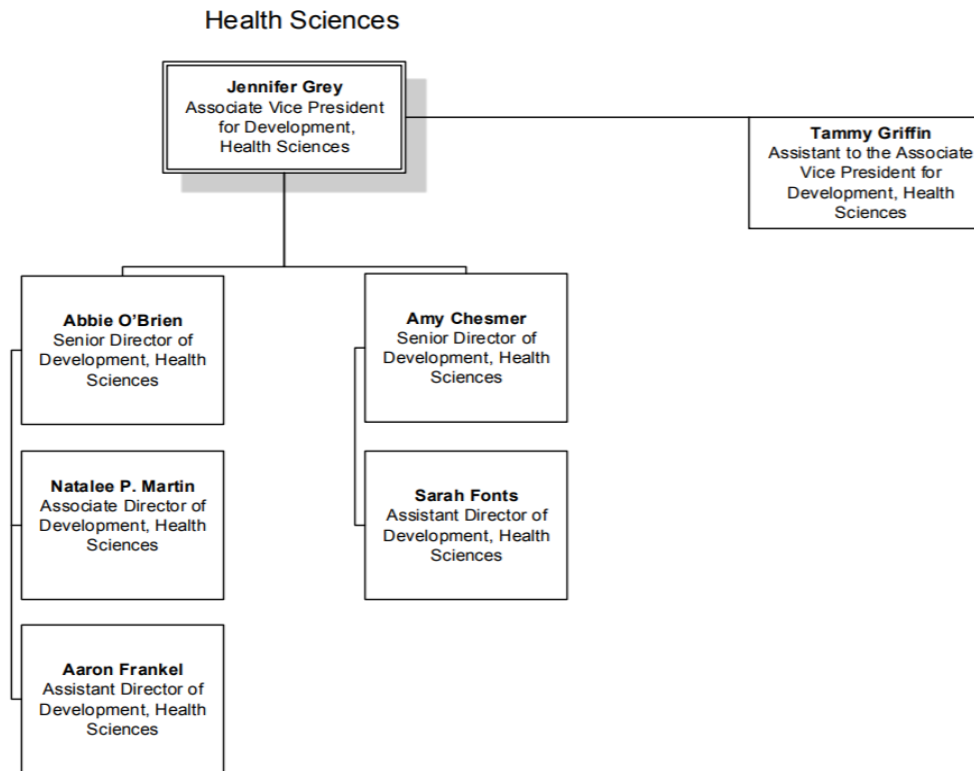 Health Sciences
Jennifer Grey
Associate Vice President
for Development,
Health Sciences
Tammy Griffin
Assistant to the Associate
Vice President for
Development, Health
Sciences
Abbie O’Brien
Senior Director of
Development, Health
Sciences
Amy Chesmer
Senior Director of
Development, Health
Sciences
Natalee P. Martin
Associate Director of
Development, Health
Sciences
Sarah Fonts
Assistant Director of
Development, Health
Sciences
Aaron Frankel
Assistant Director of
Development, Health
Sciences